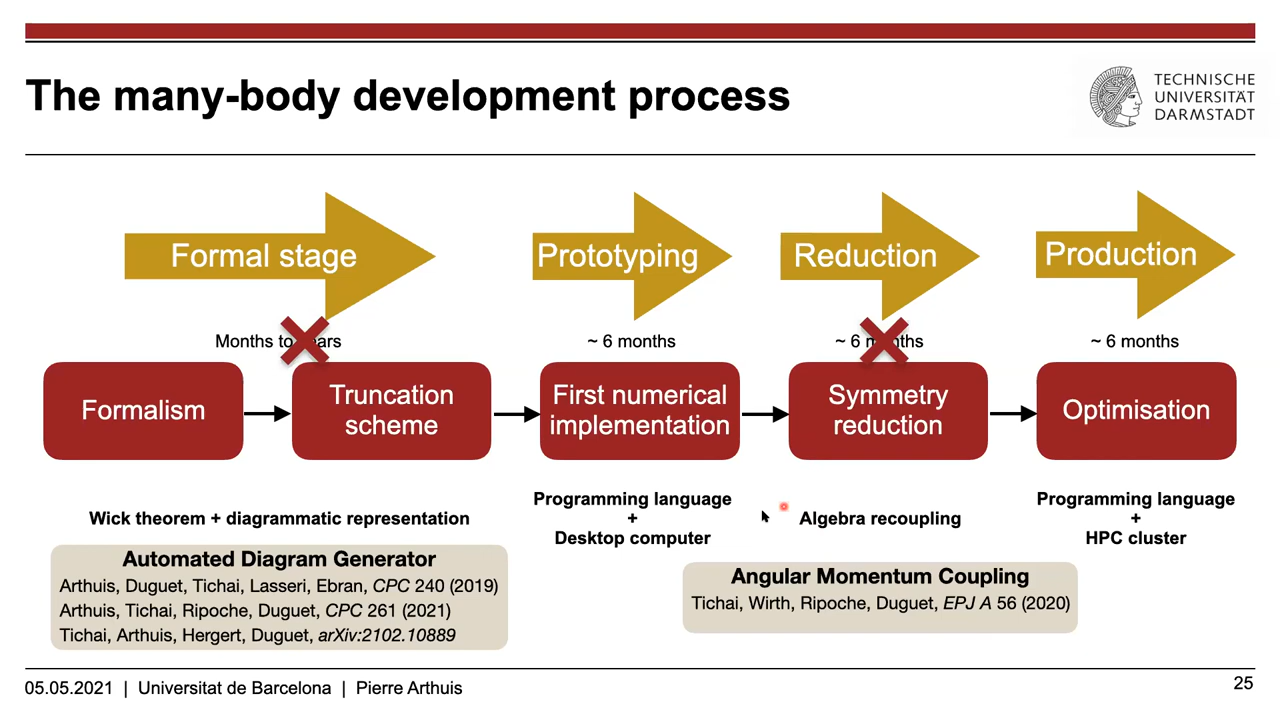 The many-body development process
TECHNISCHE
UNIVERSITÄT
DARMSTADT
Formal stage
Prototyping
Reduction
Production
Months to ars
~ 6 months
~ 6 months
~ 6 months
Formalism
Truncation
scheme
First numerical
implementation
Symmetry
reduction
Optimisation
Wick theorem + diagrammatic representation
Programming language
+
Desktop computer
Algebra recoupling
Programming language
+
HPC cluster
Automated Diagram Generator
Arthuis, Duguet, Tichai, Lasseri, Ebran, CPC 240 (2019)
Arthuis, Tichai, Ripoche, Duguet, CPC 261 (2021)
Tichai, Arthuis, Hergert, Duguet, arXiv:2102.10889
Angular Momentum Coupling
Tichai, Wirth, Ripoche, Duguet, EPJ A 56 (2020)
05.05.2021 | Universitat de Barcelona | Pierre Arthuis
25